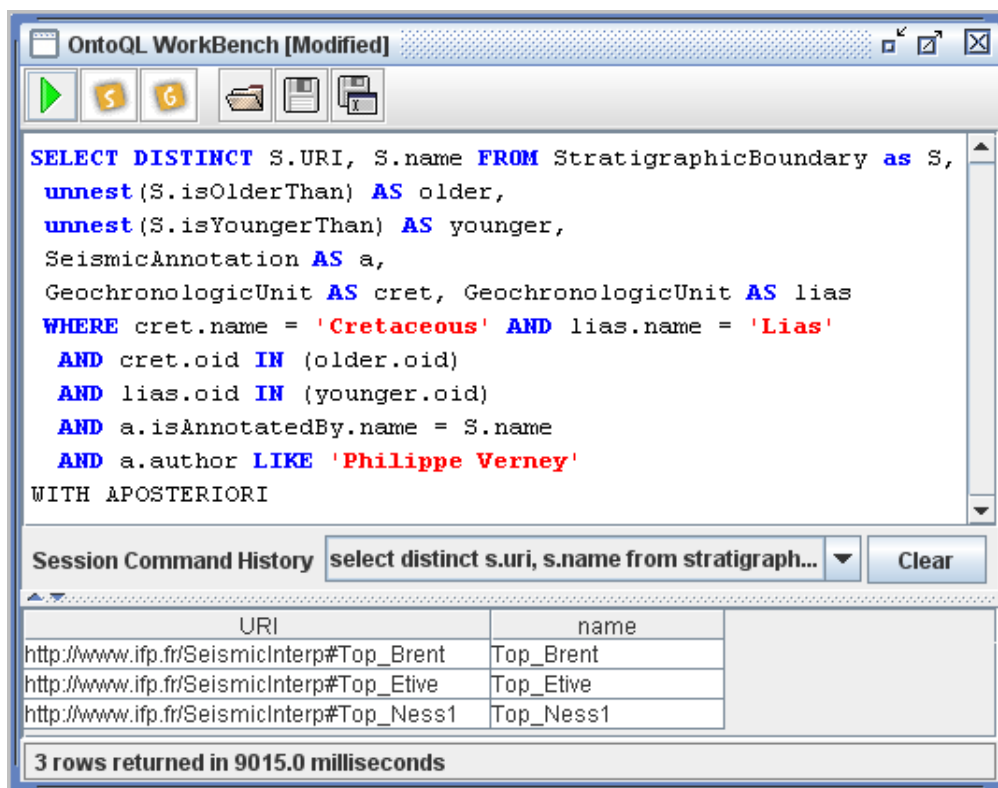 OntoQL WorkBench [Modified]
S G
SELECT DISTINCT S.URI, S.name FROM StratigraphicBoundary as S,
unnest(S.isOlderThan) AS older,
unnest(S.isYoungerThan) AS younger,
SeismicAnnotation AS a,
GeochronologicUnit AS cret, GeochronologicUnit AS lias
WHERE cret.name = 'Cretaceous' AND lias.name = 'Lias'
AND cret.oid IN (older.oid)
AND lias.oid IN (younger.oid)
AND a.isAnnotatedBy.name = S.name
AND a.author LIKE 'Philippe Verney'
WITH APOSTERIORI
Session Command History select distinct s.uri, s.name from stratigraph... Clear
URI name
http://www.ifp.fr/SeismicInterp#Top_Brent Top_Brent
http://www.ifp.fr/SeismicInterp#Top_Etive Top_Etive
http://www.ifp.fr/SeismicInterp#Top_Ness1 Top_Ness1
3 rows returned in 9015.0 milliseconds